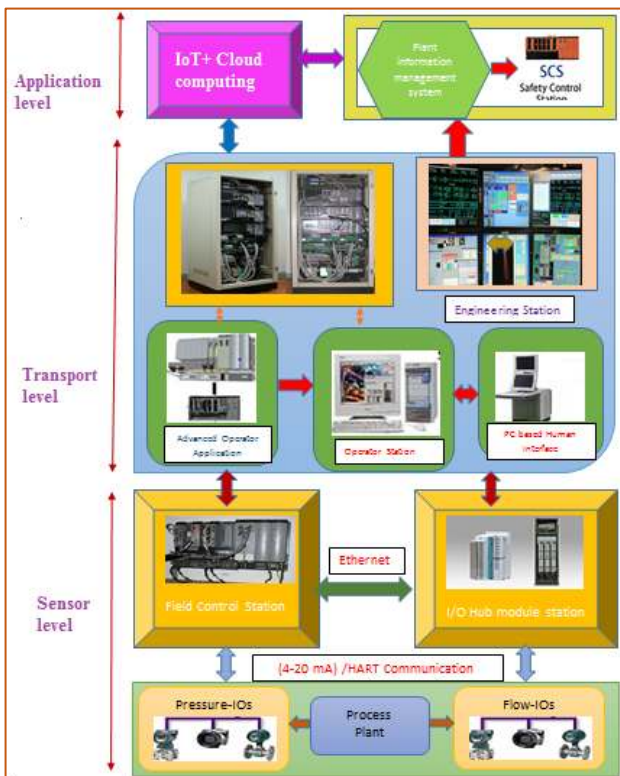 IoT+ Cloud
computing
Plant
information
management
system
SCS
Safety Control
Station
Application
level
Engineering Station
Transport
level
Advanced Operator
Application
Operator Station
PC based Human
Interface
Ethernet
Field Control Station
I/O Hub module station
Sensor
level
(4-20 mA) /HART Communication
Pressure-IOs
Process
Plant
Flow-IOs